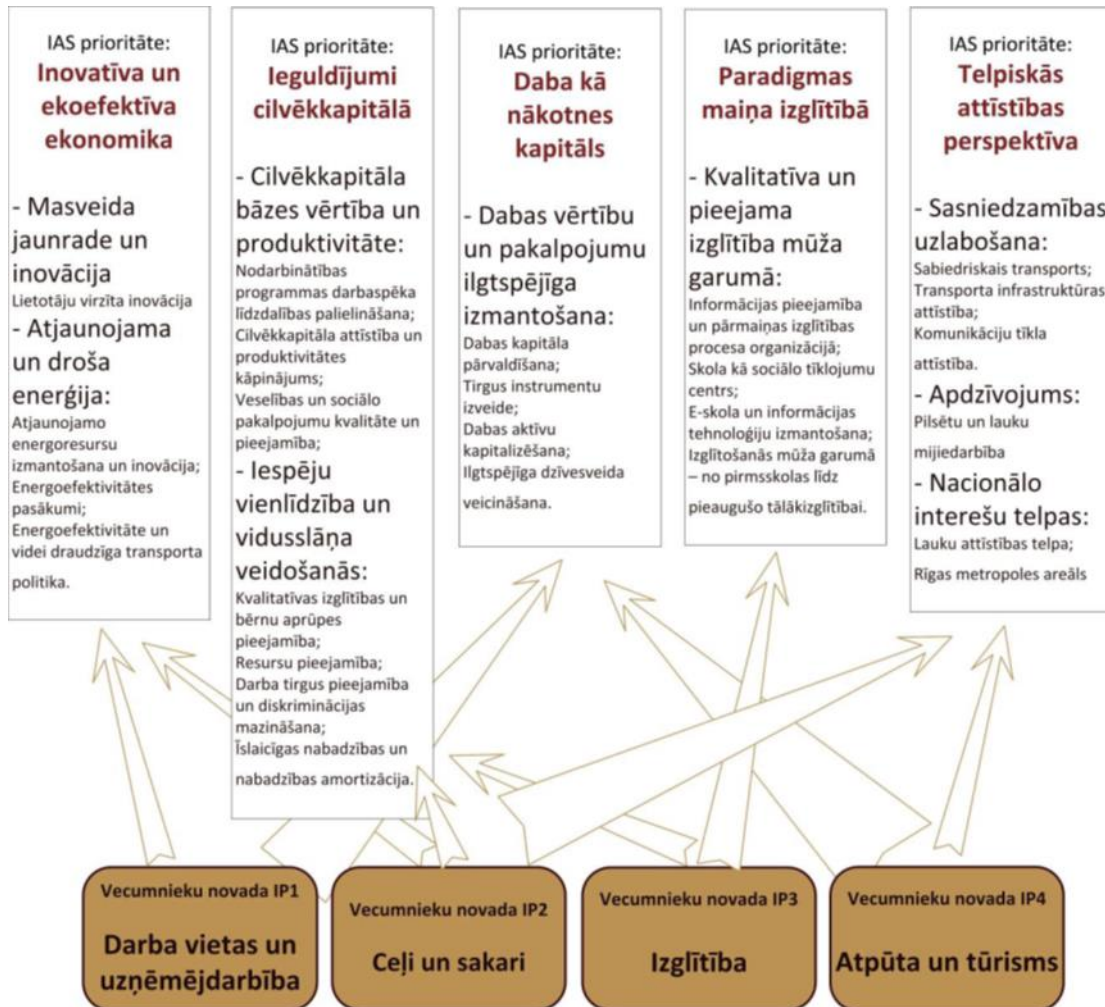 IAS prioritāte:
Inovatīva un
ekoefektīva
ekonomika
- Masveida
jaunrade un
inovācija
Lietotāju virzīta inovācija
- Atjaunojama
un droša
enerģija:
Atjaunojamo
energoresursu
izmantošana un inovācija;
Energoefektivitātes
pasākumi;
Energoefektivitāte un
videi draudzīga transporta
politika.
IAS prioritāte:
Ieguldījumi
cilvēkkapitālā
- Cilvēkkapitāla
bāzes vērtība un
produktivitāte:
Nodarbinātības
programmas darbaspēka
līdzdalības palielināšana;
Cilvēkkapitāla attīstība un
produktivitātes
kāpinājums;
Veselības un sociālo
pakalpojumu kvalitāte un
pieejamība;
- Iespēju
vienlīdzība un
vidusslāņa
veidošanās:
Kvalitatīvas izglītības un
bērnu aprūpes
pieejamība;
Resursu pieejamība;
Darba tirgus pieejamība
un diskriminācijas
mazināšana;
Īslaicīgas nabadzības un
nabadzības amortizācija.
IAS prioritāte:
Daba kā
nākotnes
kapitāls
- Dabas vērtību
un pakalpojumu
ilgtspējīga
izmantošana:
Dabas kapitāla
pārvaldīšana;
Tirgus instrumentu
izveide;
Dabas aktīvu
kapitalizēšana;
Ilgtspējīga dzīvesveida
veicināšana.
IAS prioritāte:
Paradigmas
maiņa izglītībā
- Kvalitatīva un
pieejama
izglītība mūža
garumā:
Informācijas pieejamība
un pārmaiņas izglītības
procesa organizācijā;
Skola kā sociālo tīklojumu
centrs;
E-skola un informācijas
tehnoloģiju izmantošana;
Izglītošanās mūža garumā
– no pirmsskolas līdz
pieaugušo tālākizglītībai.
IAS prioritāte:
Telpiskās
attīstības
perspektīva
- Sasniedzamības
uzlabošana:
Sabiedriskais transports;
Transporta infrastruktūras
attīstība;
Komunikāciju tīkla
attīstība.
- Apdzīvojums:
Pilsētu un lauku
mijiedarbība
- Nacionālo
interešu telpas:
Lauku attīstības telpa;
Rīgas metropoles areāls
Vecumnieku novada IP1
Darba vietas un
uzņēmējdarbība
Vecumnieku novada IP2
Ceļi un sakari
Vecumnieku novada IP3
Izglītība
Vecumnieku novada IP4
Atpūta un tūrisms